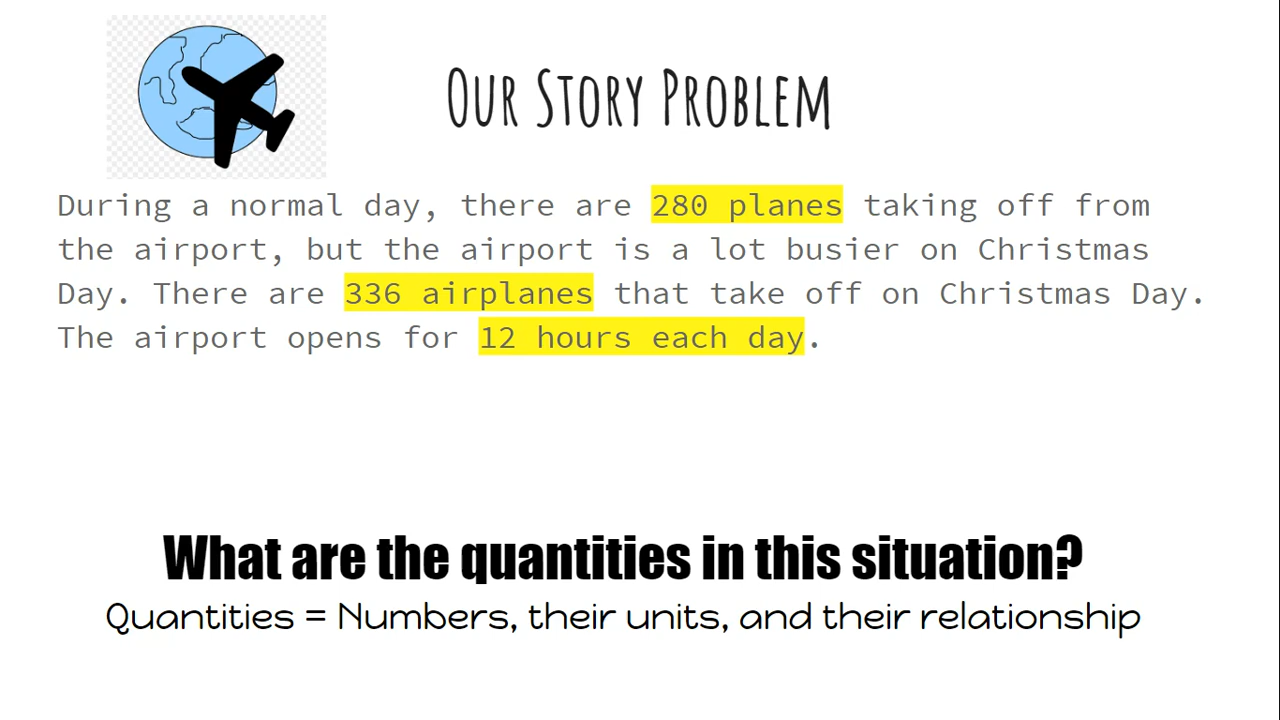 Our Story Problem
During a normal day, there are 280 planes taking off from
the airport, but the airport is a lot busier on Christmas
Day. There are 336 airplanes that take off on Christmas Day.
The airport opens for 12 hours each day.
What are the quantities in this situation?
Quantities = Numbers, their units, and their relationship